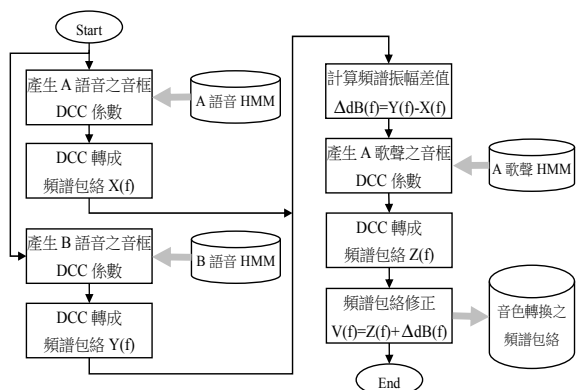 Start
產生 A 語音之音框
DCC 係數
A 語音 HMM
DCC 轉成
頻譜包絡 X(f)
產生 B 語音之音框
DCC 係數
B 語音 HMM
DCC 轉成
頻譜包絡 Y(f)
計算頻譜振幅差值
ΔdB(f)=Y(f)-X(f)
產生 A 歌聲之音框
DCC 係數
A 歌聲 HMM
DCC 轉成
頻譜包絡 Z(f)
頻譜包絡修正
V(f)=Z(f)+ΔdB(f)
音色轉換之
頻譜包絡
End